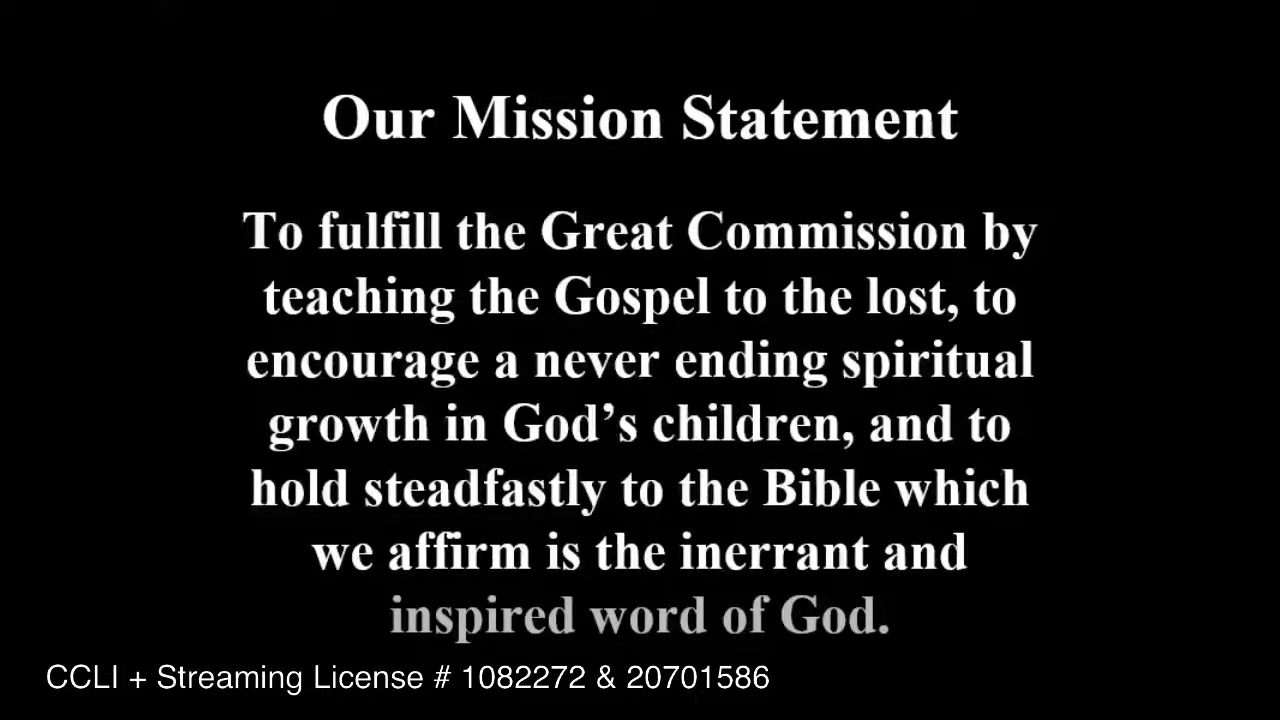 Our Mission Statement
To fulfill the Great Commission by
teaching the Gospel to the lost, to
encourage a never ending spiritual
growth in God’s children, and to
hold steadfastly to the Bible which
we affirm is the inerrant and
inspired word of God.
CCLI + Streaming License # 1082272 & 20701586